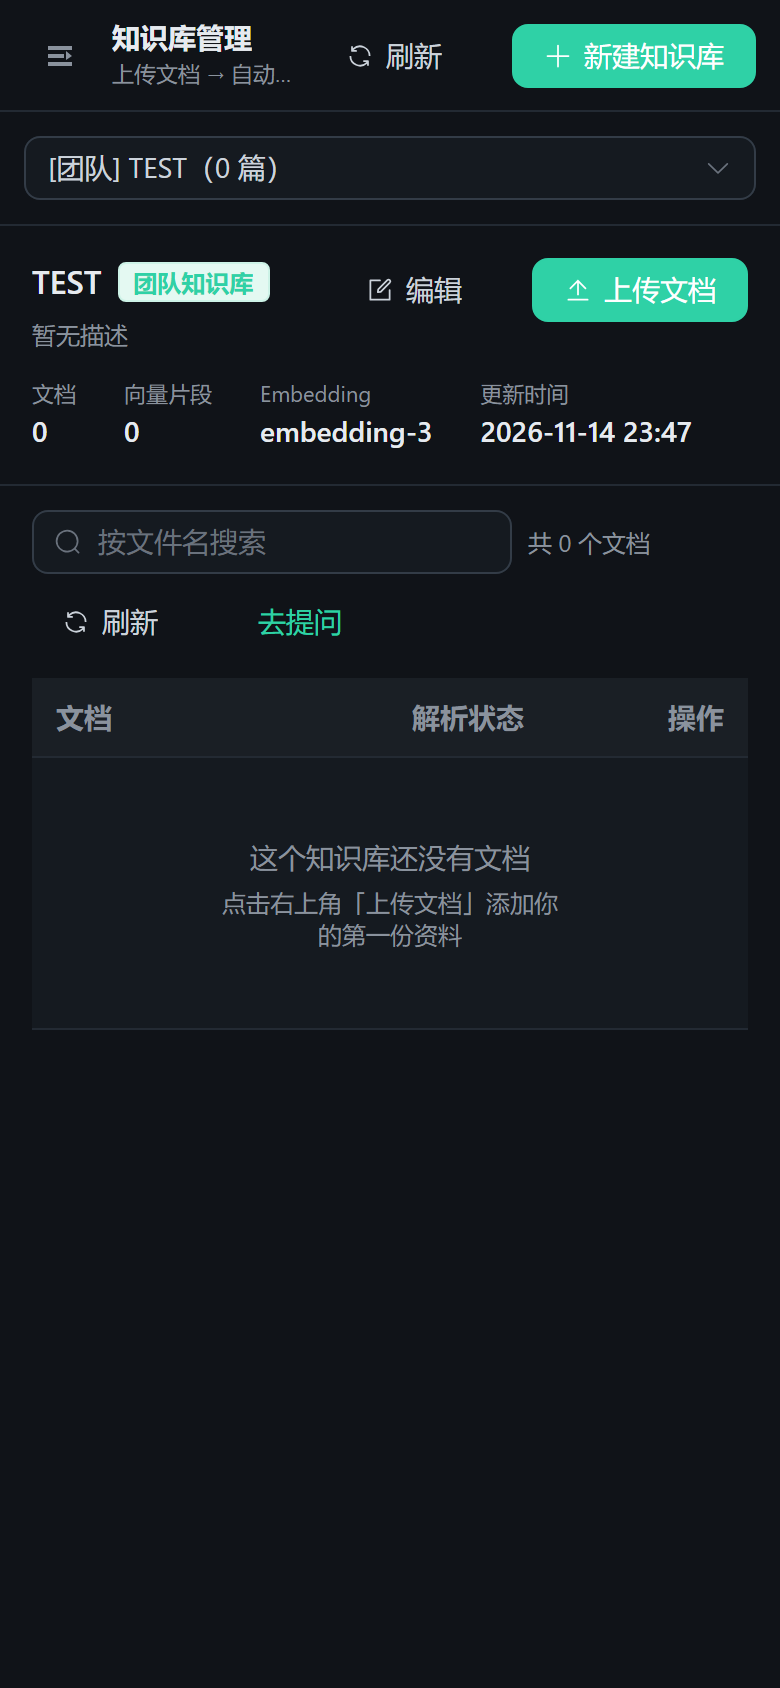 知识库管理
上传文档 → 自动...
刷新
新建知识库
[团队] TEST（0 篇）
TEST
团队知识库
编辑
上传文档
暂无描述
文档
向量片段
Embedding
更新时间
0
0
embedding-3
2026-11-14 23:47
按文件名搜索
共 0 个文档
刷新
去提问
文档
解析状态
操作
这个知识库还没有文档
点击右上角「上传文档」添加你
的第一份资料